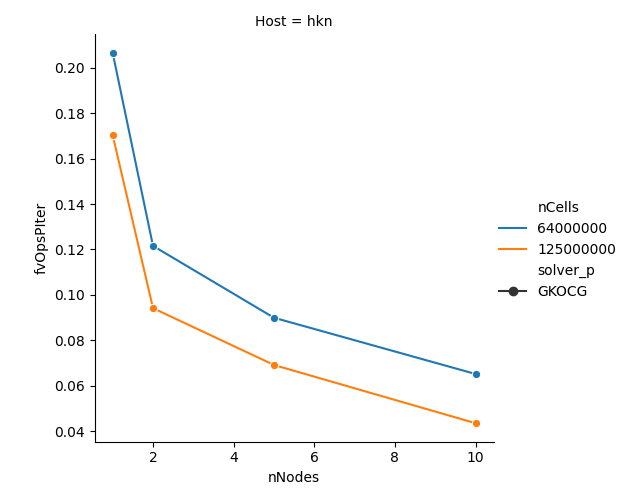 Host = hkn
fvOpsPIter
0.20
0.18
0.16
0.14
0.12
0.10
0.08
0.06
0.04
2
4
6
8
10
nNodes
nCells
64000000
125000000
solver_p
GKOCG